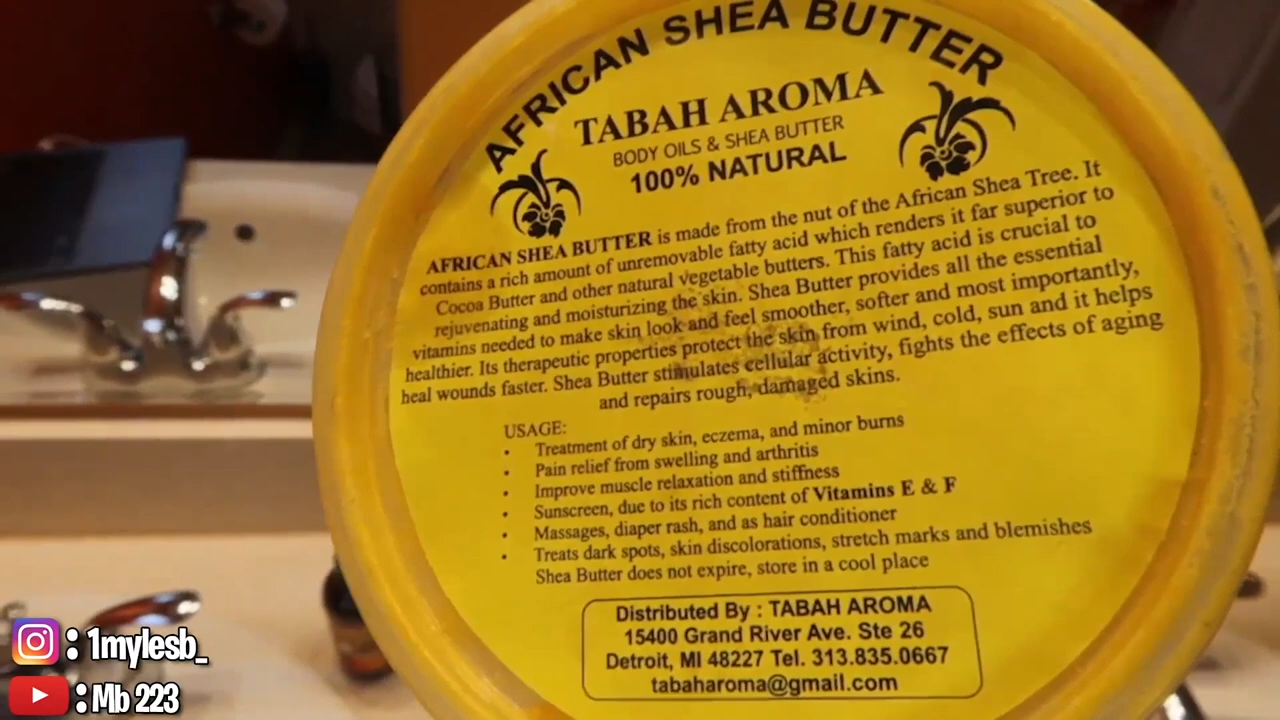 AFRICAN SHEA BUTTER
TABAH AROMA
BODY OILS & SHEA BUTTER
100% NATURAL
AFRICAN SHEA BUTTER is made from the nut of the African Shea Tree. It
contains a rich amount of unremovable fatty acid which renders it far superior to
Cocoa Butter and other natural vegetable butters. This fatty acid is crucial to
rejuvenating and moisturizing the skin. Shea Butter provides all the essential
vitamins needed to make skin look and feel smoother, softer and most importantly,
healthier. Its therapeutic properties protect the skin from wind, cold, sun and it helps
heal wounds faster. Shea Butter stimulates cellular activity, fights the effects of aging
and repairs rough, damaged skins.
USAGE:
• Treatment of dry skin, eczema, and minor burns
• Pain relief from swelling and arthritis
• Improve muscle relaxation and stiffness
• Sunscreen, due to its rich content of Vitamins E & F
• Massages, diaper rash, and as hair conditioner
• Treats dark spots, skin discolorations, stretch marks and blemishes
Shea Butter does not expire, store in a cool place
Distributed By : TABAH AROMA
15400 Grand River Ave. Ste 26
Detroit, MI 48227 Tel. 313.835.0667
tabaharoma@gmail.com
: 1mylesb_
: Mb 223